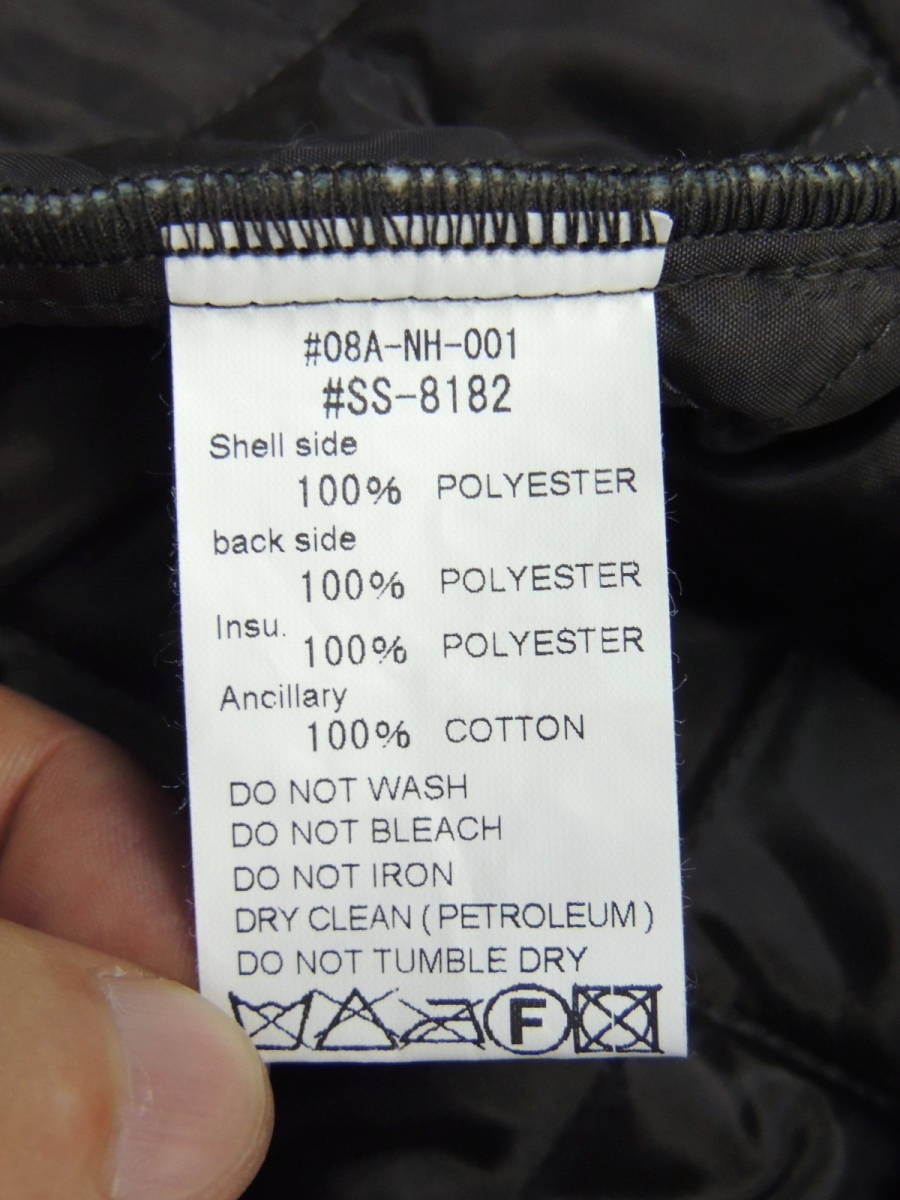 #08A-NH-001
#SS-8182
Shell side
100% POLYESTER
back side
100% POLYESTER
Insu.
100% POLYESTER
Ancillary
100% COTTON
DO NOT WASH
DO NOT BLEACH
DO NOT IRON
DRY CLEAN (PETROLEUM)
DO NOT TUMBLE DRY
F